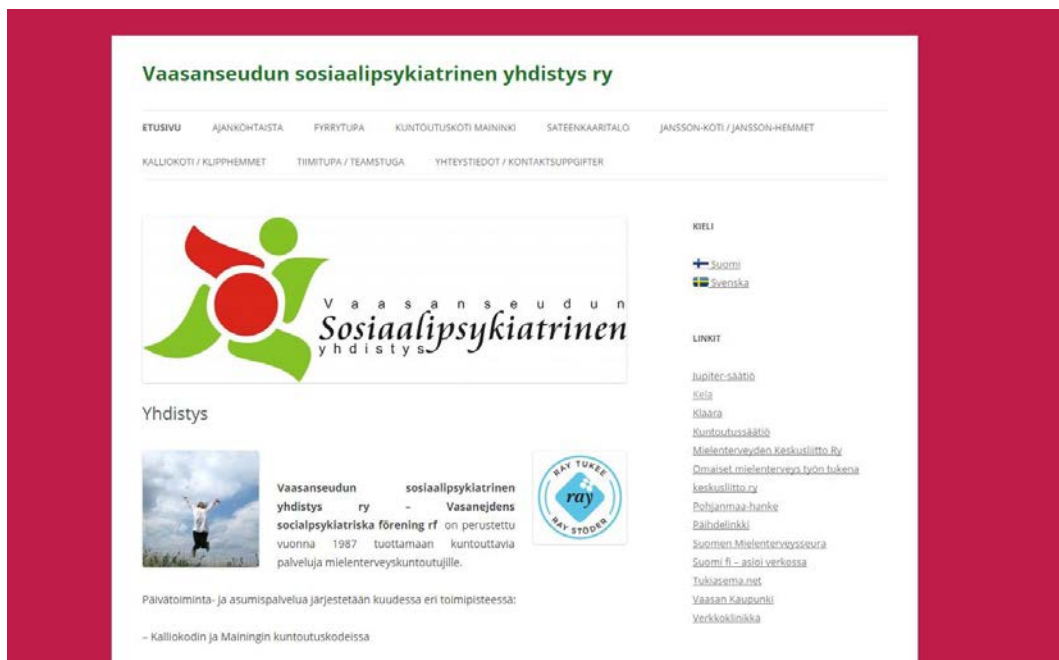 Vaasanseudun sosiaalipsykiatrinen yhdistys ry
ETUSIVU AJANKOHTAISTA FYRRYTUPA KUNTOUTUSKOTI MAININKI SATEENKAARITALO JANSSON-KOTI / JANSSON-HEMMET
KALLIOKOTI / KLIPPHEMMET TIIMITUPA / TEAMSTUGA YHTEYSTIEDOT / KONTAKTSUPPGIFTER
Vaasanseudun
Sosiaalipsykiatrinen
yhdistys
Yhdistys
Vaasanseudun sosiaalipsykiatrinen
yhdistys ry – Vasanejdens
socialpsykiatriska förening rf on perustettu
vuonna 1987 tuottamaan kuntouttavia
palveluja mielenterveyskuntoutujille.
RAY TUKEE
ray
RAY STÖDER
Päivätoiminta- ja asumispalvelua järjestetään kuudessa eri toimipisteessä:
– Kalliokodin ja Mainingin kuntoutuskodeissa
KIELI
Suomi
Svenska
LINKIT
Jupiter-säätiö
Kela
Klaara
Kuntoutussäätiö
Mielenterveyden Keskusliitto Ry
Omaiset mielenterveys työn tukena
keskusliitto ry
Pohjanmaa-hanke
Päihdelinkki
Suomen Mielenterveysseura
Suomi fi – asioi verkossa
Tukiasema.net
Vaasan Kaupunki
Verkkoklinikka